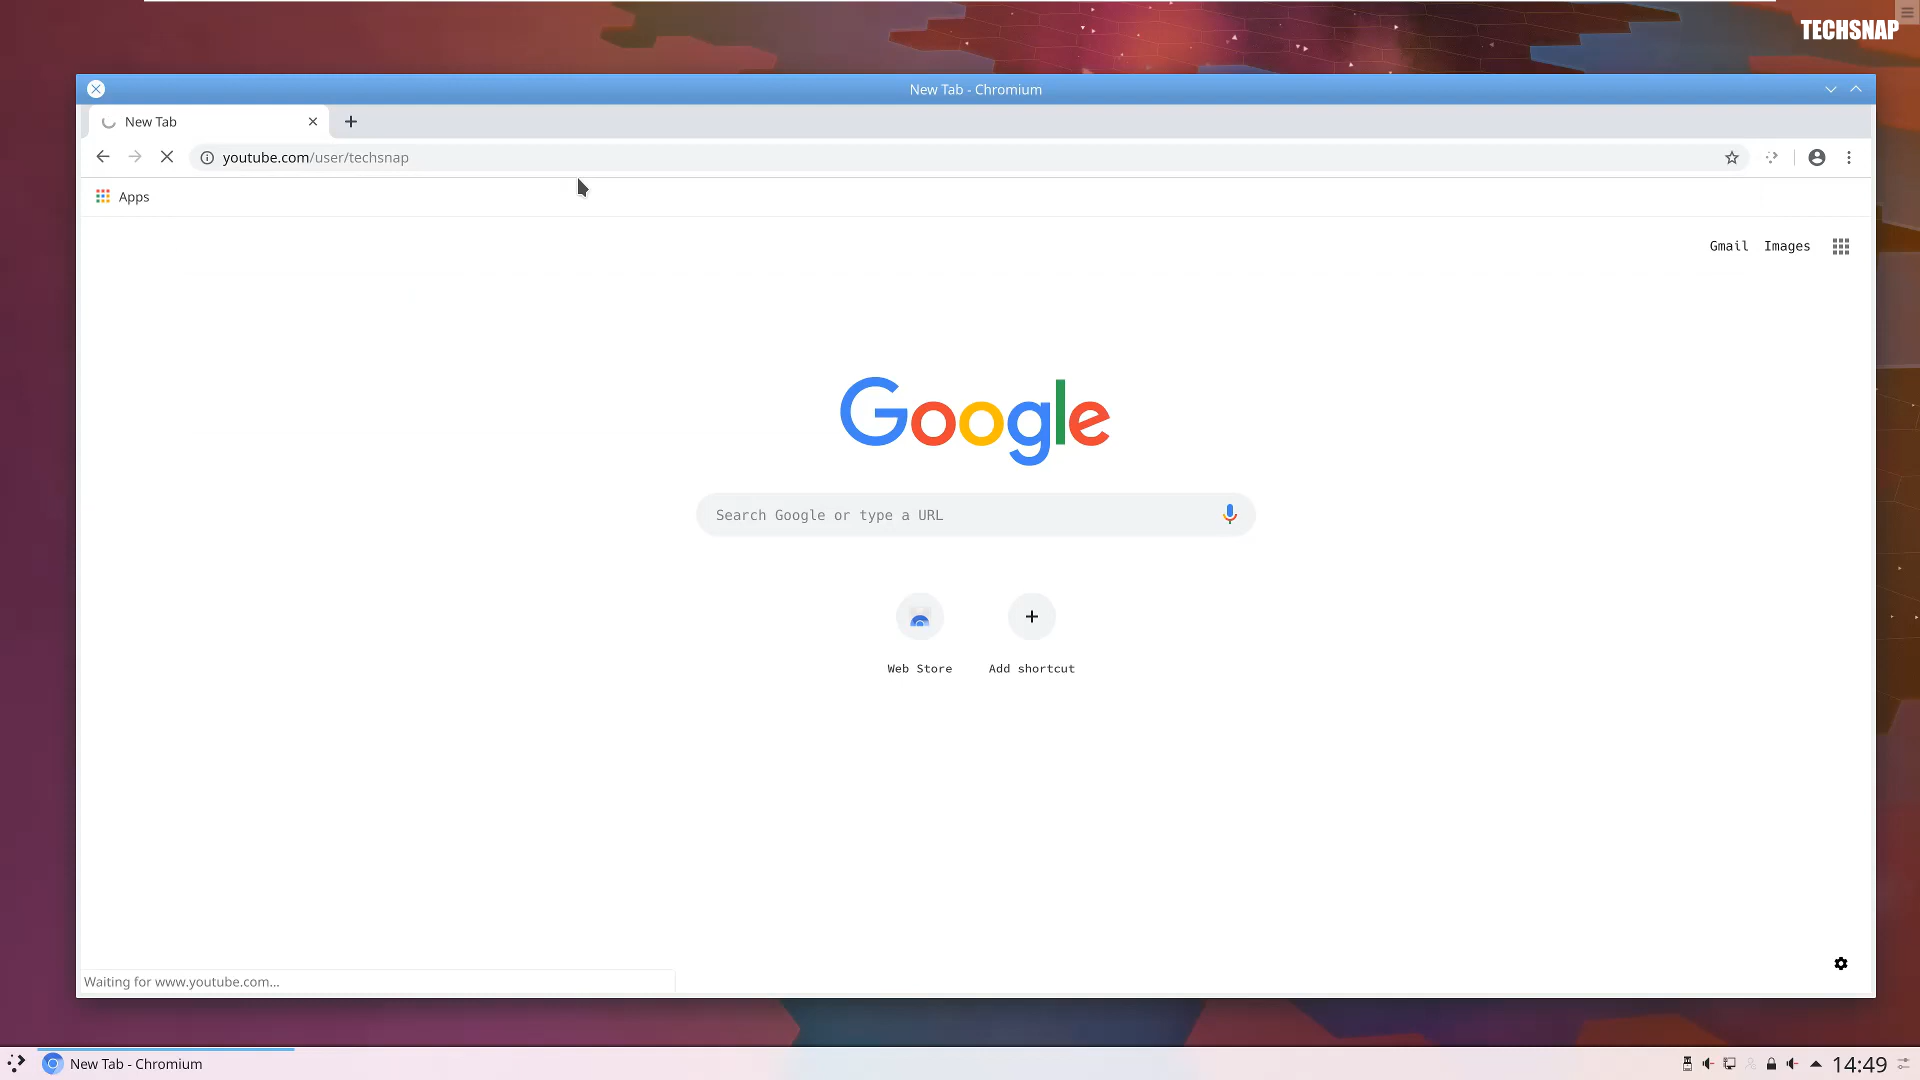 TECHSNAP
New Tab - Chromium
New Tab
youtube.com/user/techsnap
Apps
Gmail Images
Google
Search Google or type a URL
Web Store Add shortcut
Waiting for www.youtube.com...
New Tab - Chromium 14:49